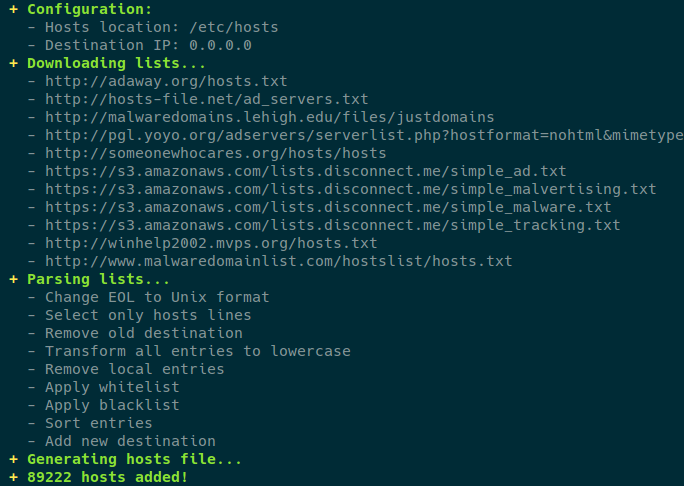 + Configuration:
- Hosts location: /etc/hosts
- Destination IP: 0.0.0.0
+ Downloading lists...
- http://adaway.org/hosts.txt
- http://hosts-file.net/ad_servers.txt
- http://malwaredomains.lehigh.edu/files/justdomains
- http://pgl.yoyo.org/adservers/serverlist.php?hostformat=nohtml&mimetype
- http://someonewhocares.org/hosts/hosts
- https://s3.amazonaws.com/lists.disconnect.me/simple_ad.txt
- https://s3.amazonaws.com/lists.disconnect.me/simple_malvertising.txt
- https://s3.amazonaws.com/lists.disconnect.me/simple_malware.txt
- https://s3.amazonaws.com/lists.disconnect.me/simple_tracking.txt
- http://winhelp2002.mvps.org/hosts.txt
- http://www.malwaredomainlist.com/hostslist/hosts.txt
+ Parsing lists...
- Change EOL to Unix format
- Select only hosts lines
- Remove old destination
- Transform all entries to lowercase
- Remove local entries
- Apply whitelist
- Apply blacklist
- Sort entries
- Add new destination
+ Generating hosts file...
+ 89222 hosts added!